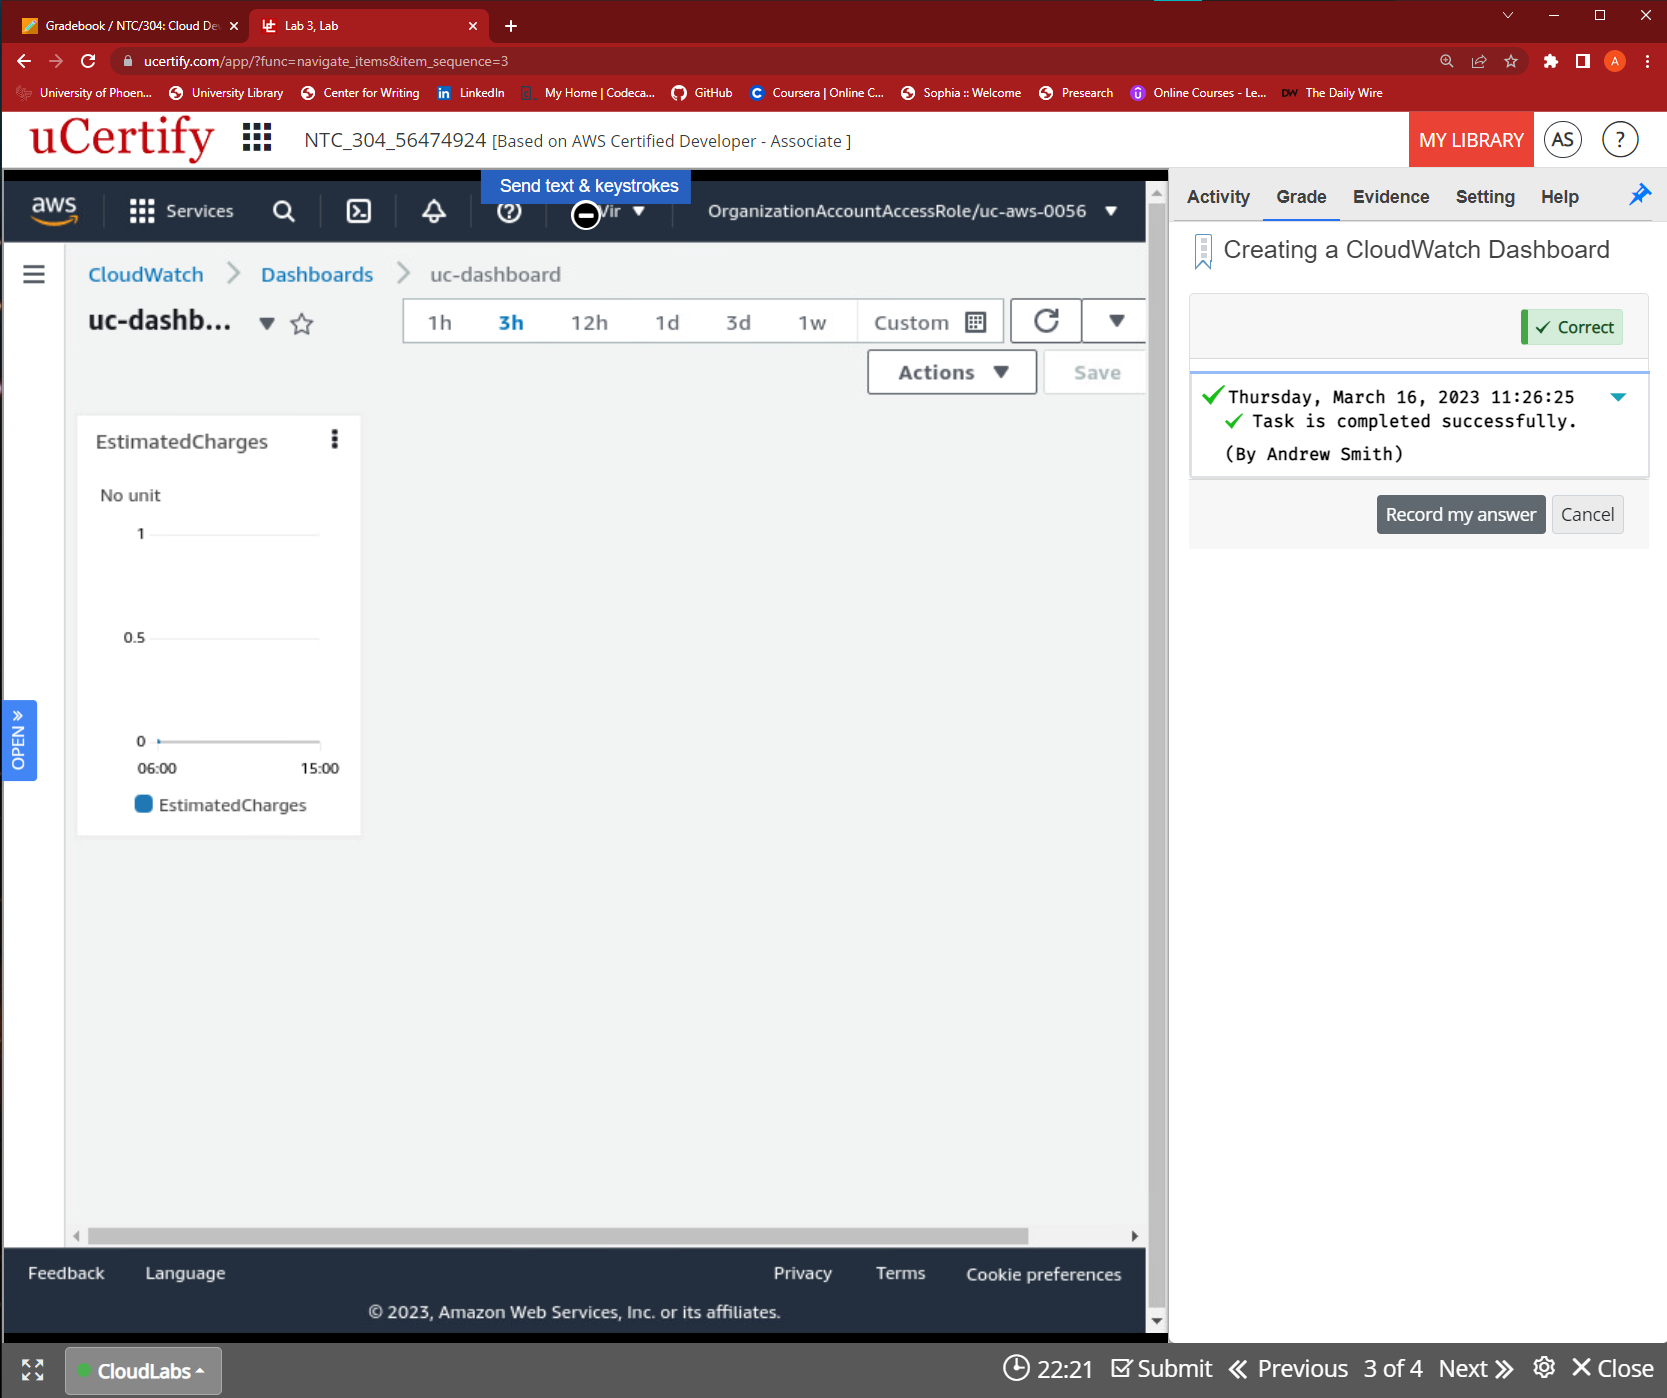 Gradebook / NTC/304: Cloud De
Lab 3, Lab
ucertify.com/app/?func=navigate_items&item_sequence=3
A
University of Phoen...
University Library
Center for Writing
LinkedIn
My Home | Codeca...
GitHub
Coursera | Online C...
Sophia :: Welcome
Presearch
Online Courses - Le...
DW The Daily Wire
uCertify
NTC_304_56474924 [Based on AWS Certified Developer - Associate ]
MY LIBRARY
AS
?
Send text & keystrokes
aws
Services
Vir
OrganizationAccountAccessRole/uc-aws-0056
Activity
Grade
Evidence
Setting
Help
CloudWatch
Dashboards
uc-dashboard
Creating a CloudWatch Dashboard
uc-dashb...
1h
3h
12h
1d
3d
1w
Custom
Actions
Save
Correct
Thursday, March 16, 2023 11:26:25
Task is completed successfully.
(By Andrew Smith)
Record my answer
Cancel
EstimatedCharges
No unit
1
0.5
0
06:00
15:00
EstimatedCharges
OPEN »
Feedback
Language
Privacy
Terms
Cookie preferences
© 2023, Amazon Web Services, Inc. or its affiliates.
CloudLabs
22:21
Submit
Previous
3 of 4
Next
Close